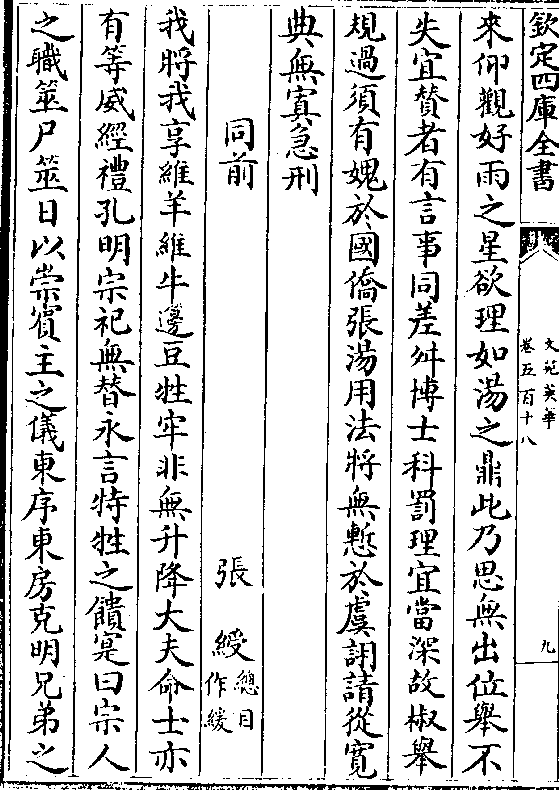 欽定四庫全書
文苑英華
卷五百十八
九
來仰觀好雨之星欲理如湯之鼎此乃思無出位舉不
失宜贊者有言事同差舛博士科罰理宜當深故椒舉
規過須有媿於國僑張湯用法將無慙於虞詡請從寛
典無寘急刑
同前
張綬總目作緩
我將我享維羊維牛籩豆牲牢非無升降大夫命士亦
有等威經禮孔明宗祀無替永言特牲之饋寔曰宗人
之職筮尸筮日以崇賓主之儀東序東房克明兄弟之